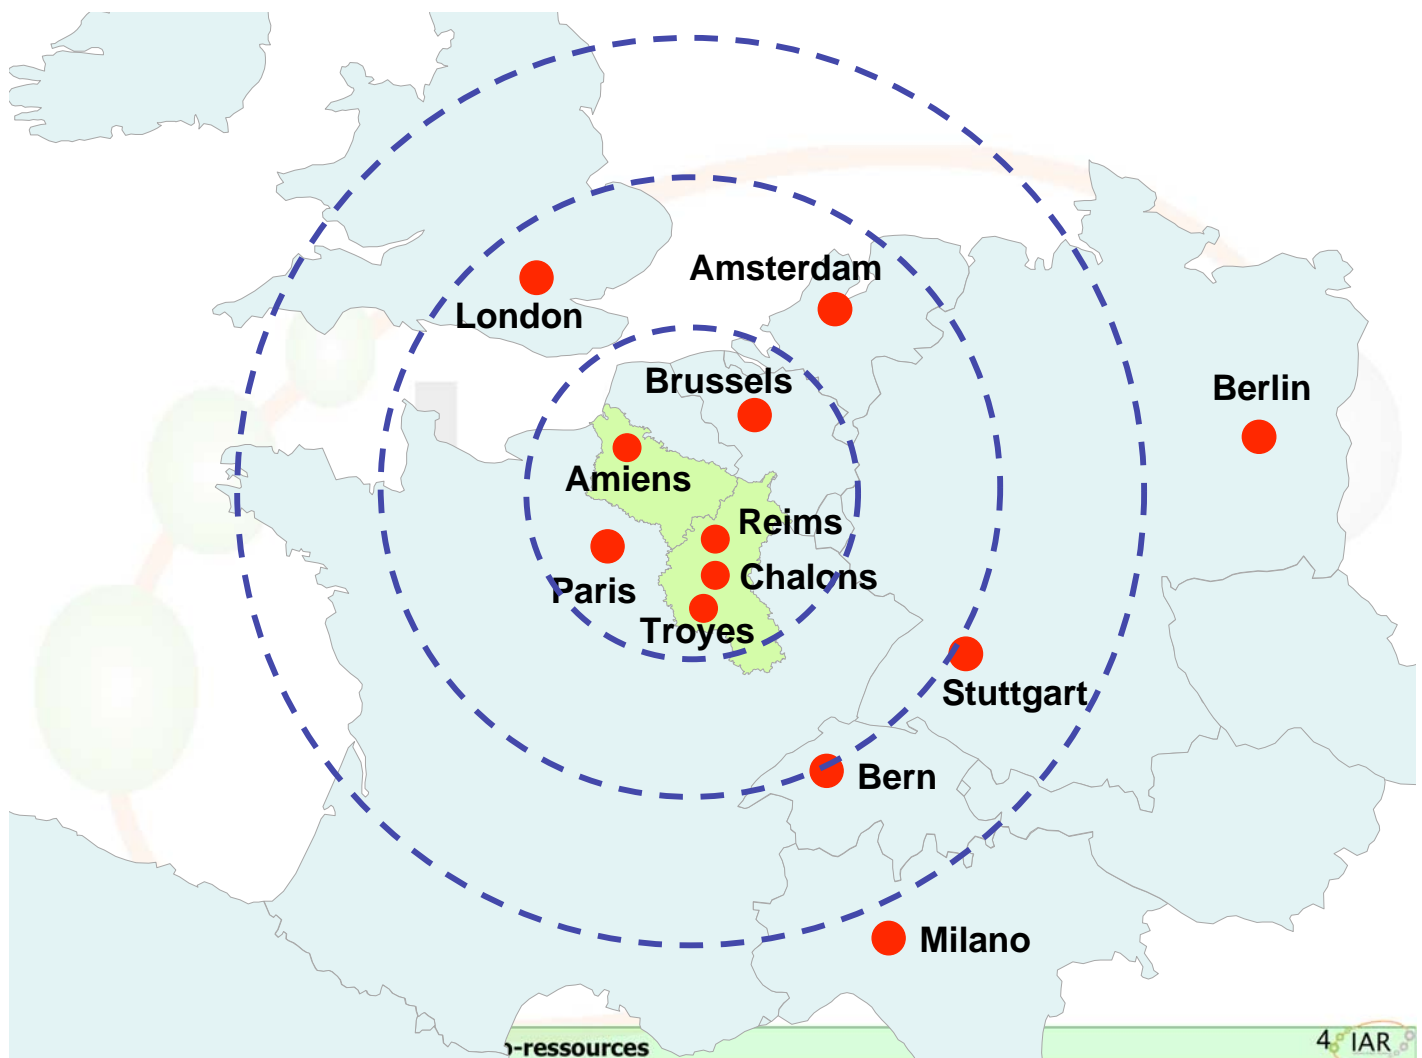 Amsterdam
London
Brussels
Berlin
Amiens
Reims
Chalons
Paris
Troyes
Stuttgart
Bern
Milano
-ressources
4 IAR